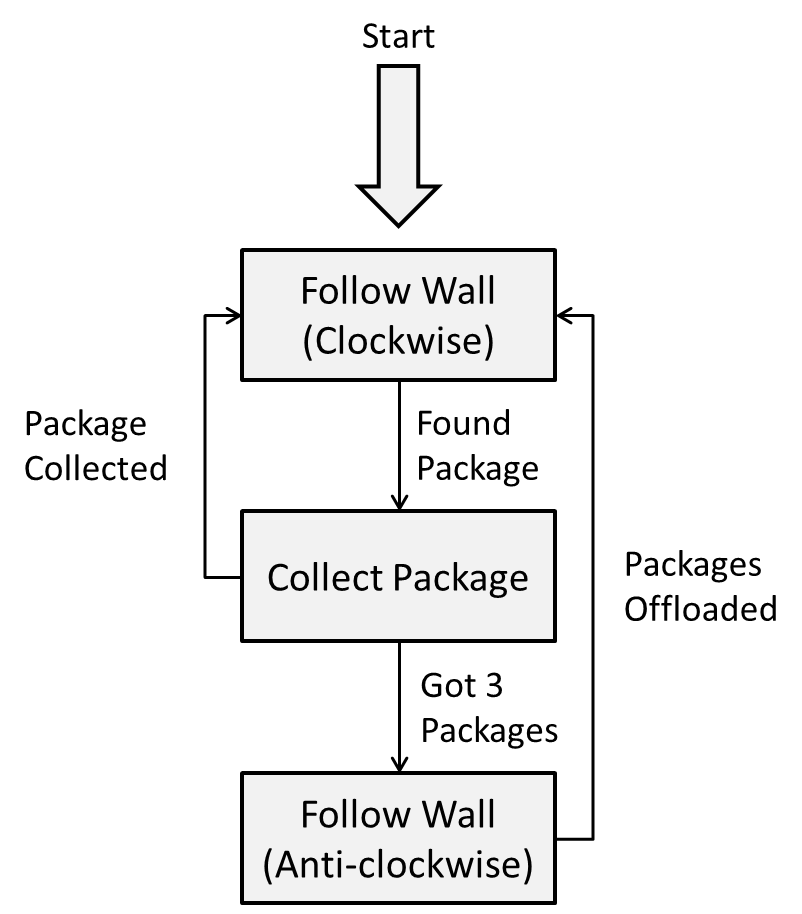 Start
Follow Wall
(Clockwise)
Package
Collected
Found
Package
Collect Package
Packages
Offloaded
Got 3
Packages
Follow Wall
(Anti-clockwise)